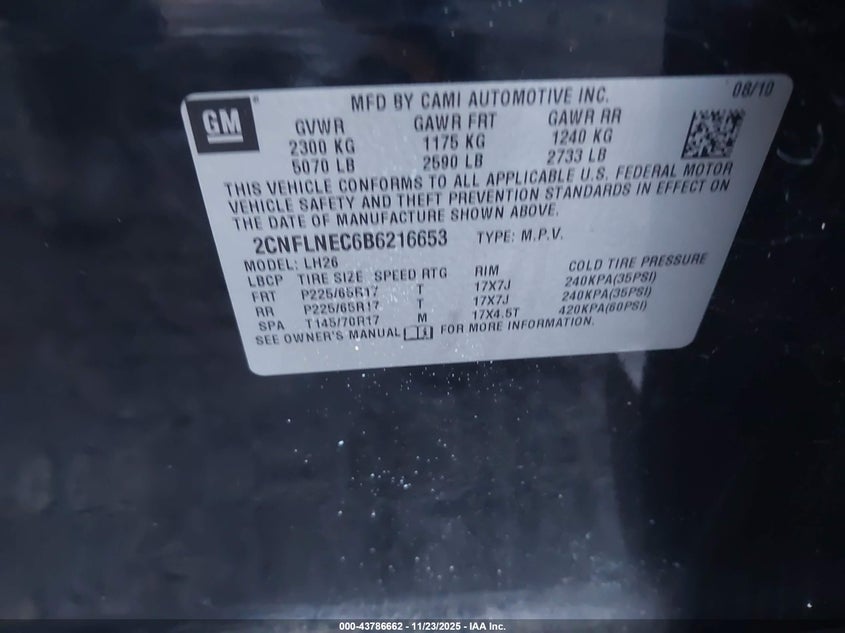 GM
®
MFD BY CAMI AUTOMOTIVE INC.
08/10
GVWR GAWR FRT GAWR RR
2300 KG 1175 KG 1240 KG
5070 LB 2590 LB 2733 LB
THIS VEHICLE CONFORMS TO ALL APPLICABLE U.S. FEDERAL MOTOR
VEHICLE SAFETY AND THEFT PREVENTION STANDARDS IN EFFECT ON
THE DATE OF MANUFACTURE SHOWN ABOVE.
2CNFLNEC6B6216653 TYPE: M.P.V.
MODEL: LH26
LBCP TIRE SIZE SPEED RTG RIM COLD TIRE PRESSURE
FRT P225/65R17 T 17X7J 240KPA(35PSI)
RR P225/65R17 T 17X7J 240KPA(35PSI)
SPA T145/70R17 M 17X4.5T 420KPA(60PSI)
SEE OWNER'S MANUAL FOR MORE INFORMATION.
000-43786662 - 11/23/2025 - IAA Inc.